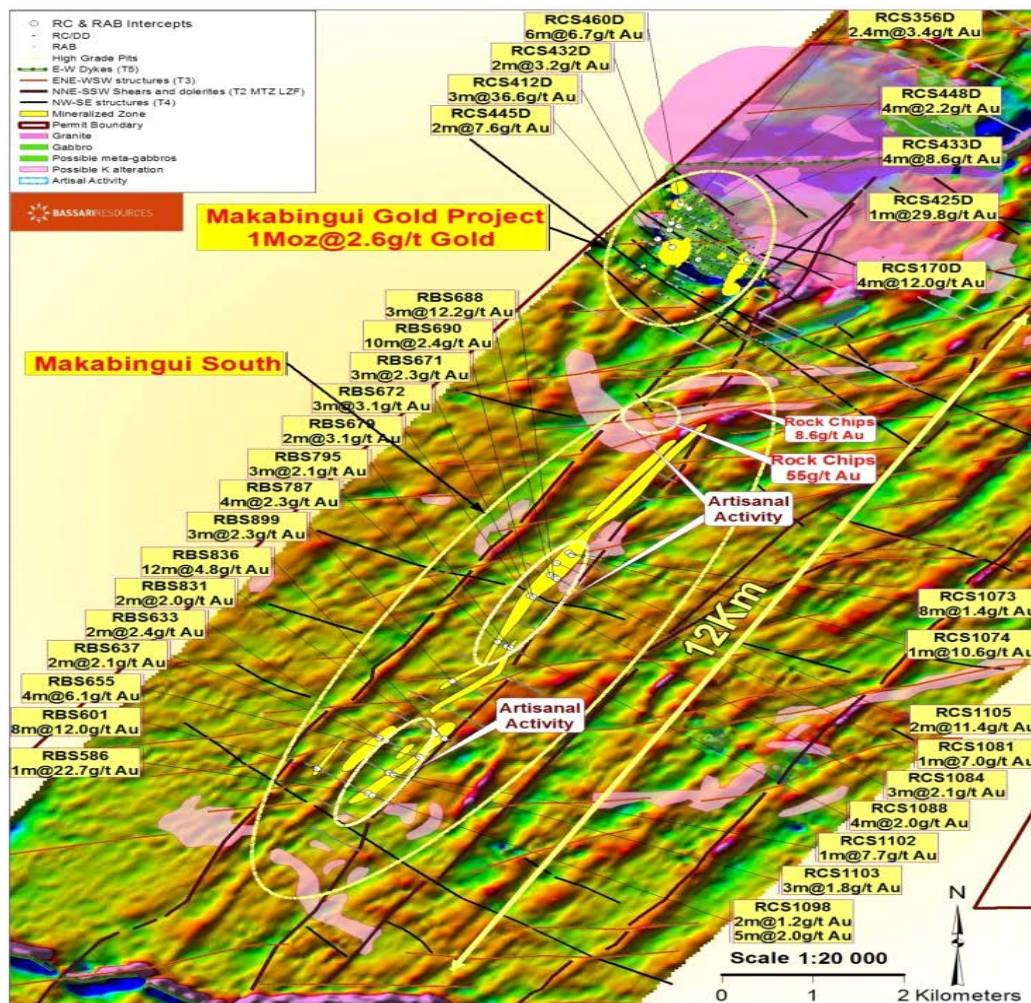 RC & RAB Intercepts
RC/DD
RAB
High Grade Pits
E-W Dykes (T5)
ENE-WSW structures (T3)
NNE-SSW Shears and dolerites (T2 MTZ LZF)
NW-SE structures (T4)
Mineralized Zone
Permit Boundary
Granite
Gabbro
Possible meta-gabbros
Possible K alteration
Artisal Activity
BASSARI RESOURCES
RCS460D
6m@6.7g/t Au
RCS432D
2m@3.2g/t Au
RCS412D
3m@36.6g/t Au
RCS445D
2m@7.6g/t Au
RCS356D
2.4m@3.4g/t Au
RCS448D
4m@2.2g/t Au
RCS433D
4m@8.6g/t Au
RCS425D
1m@29.8g/t Au
RCS170D
4m@12.0g/t Au
Makabingui Gold Project
1Moz@2.6g/t Gold
RBS688
3m@12.2g/t Au
RBS690
10m@2.4g/t Au
RBS671
3m@2.3g/t Au
RBS672
3m@3.1g/t Au
RBS679
2m@3.1g/t Au
RBS795
3m@2.1g/t Au
RBS787
4m@2.3g/t Au
RBS899
3m@2.3g/t Au
RBS836
12m@4.8g/t Au
RBS831
2m@2.0g/t Au
RBS633
2m@2.4g/t Au
RBS637
2m@2.1g/t Au
RBS655
4m@6.1g/t Au
RBS601
8m@12.0g/t Au
RBS586
1m@22.7g/t Au
Makabingui South
Rock Chips
8.6g/t Au
Rock Chips
55g/t Au
Artisanal
Activity
12Km
Artisanal
Activity
RCS1073
8m@1.4g/t Au
RCS1074
1m@10.6g/t Au
RCS1105
2m@11.4g/t Au
RCS1081
1m@7.0g/t Au
RCS1084
3m@2.1g/t Au
RCS1088
4m@2.0g/t Au
RCS1102
1m@7.7g/t Au
RCS1103
3m@1.8g/t Au
RCS1098
2m@1.2g/t Au
5m@2.0g/t Au
N
Scale 1:20 000
0 1 2 Kilometers